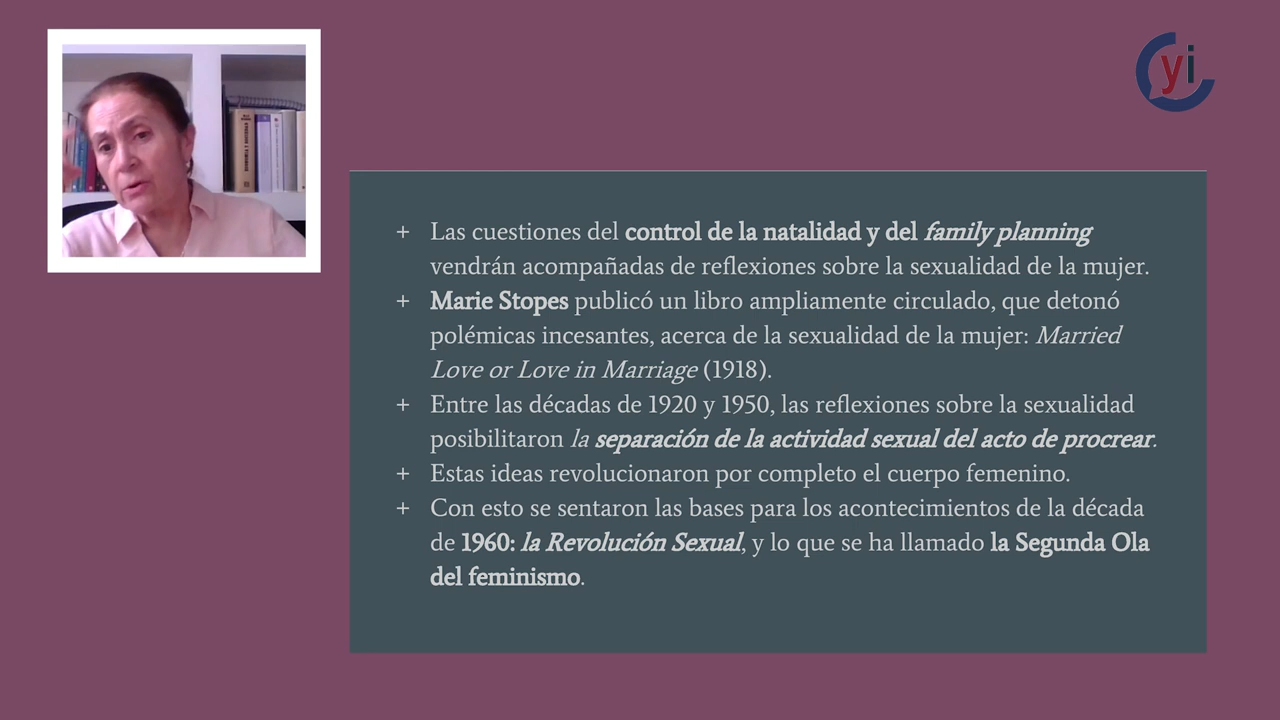 yi
+ Las cuestiones del control de la natalidad y del family planning
vendrán acompañadas de reflexiones sobre la sexualidad de la mujer.
+ Marie Stopes publicó un libro ampliamente circulado, que detonó
polémicas incesantes, acerca de la sexualidad de la mujer: Married
Love or Love in Marriage (1918).
+ Entre las décadas de 1920 y 1950, las reflexiones sobre la sexualidad
posibilitaron la separación de la actividad sexual del acto de procrear.
+ Estas ideas revolucionaron por completo el cuerpo femenino.
+ Con esto se sentaron las bases para los acontecimientos de la década
de 1960: la Revolución Sexual, y lo que se ha llamado la Segunda Ola
del feminismo.